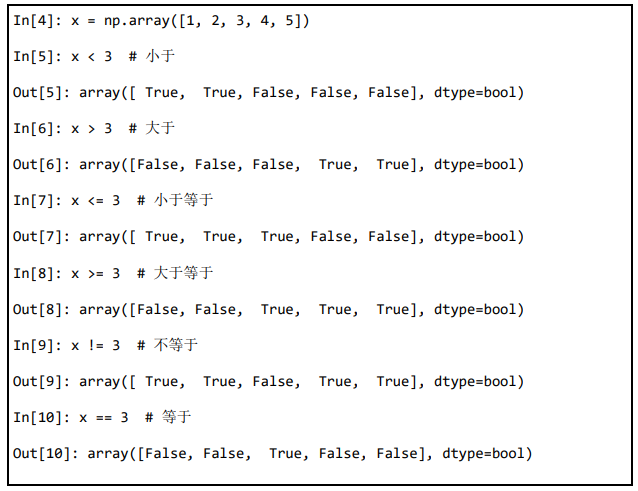 In[4]: x = np.array([1, 2, 3, 4, 5])
In[5]: x < 3  # 小于
Out[5]: array([ True,  True, False, False, False], dtype=bool)
In[6]: x > 3  # 大于
Out[6]: array([False, False, False,  True,  True], dtype=bool)
In[7]: x <= 3  # 小于等于
Out[7]: array([ True,  True,  True, False, False], dtype=bool)
In[8]: x >= 3  # 大于等于
Out[8]: array([False, False,  True,  True,  True], dtype=bool)
In[9]: x != 3  # 不等于
Out[9]: array([ True,  True, False,  True,  True], dtype=bool)
In[10]: x == 3  # 等于
Out[10]: array([False, False,  True, False, False], dtype=bool)